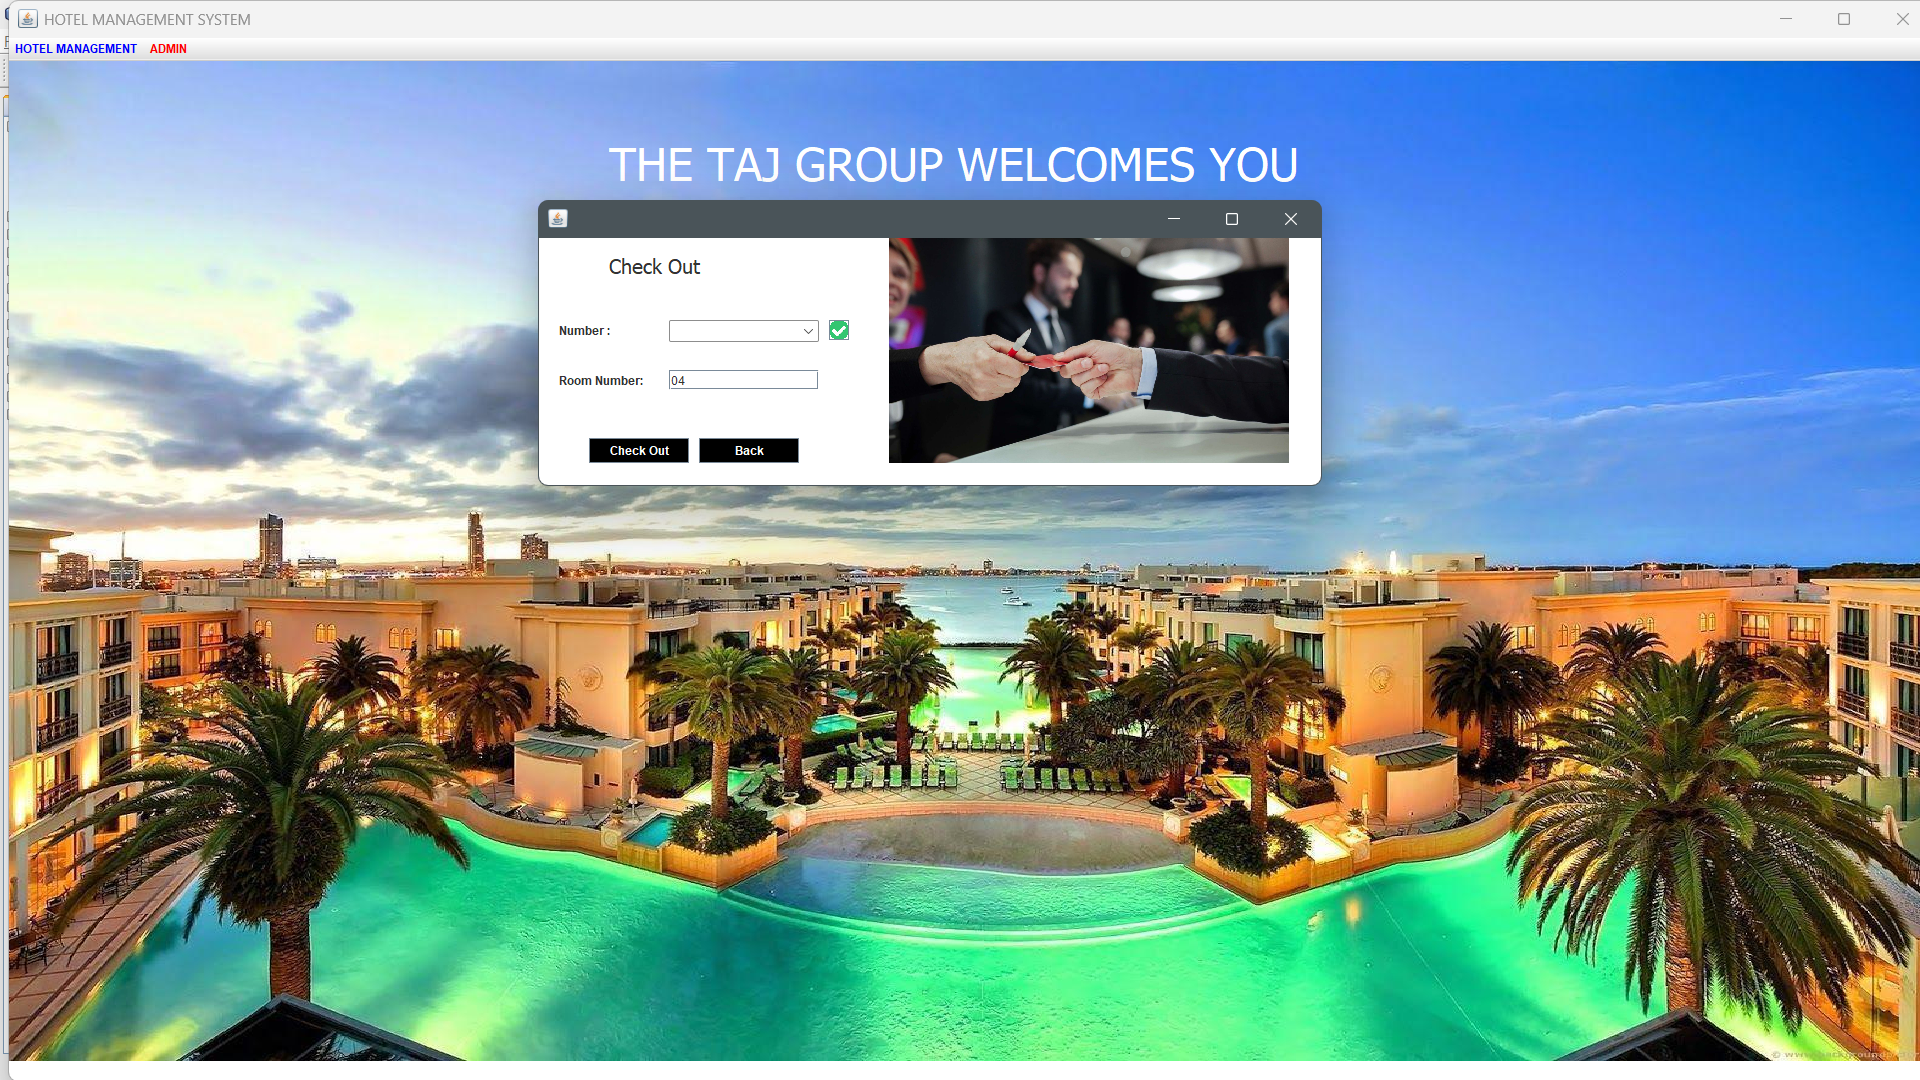 HOTEL MANAGEMENT SYSTEM
HOTEL MANAGEMENT ADMIN
THE TAJ GROUP WELCOMES YOU
Check Out
Number :
Room Number: 04
Check Out Back